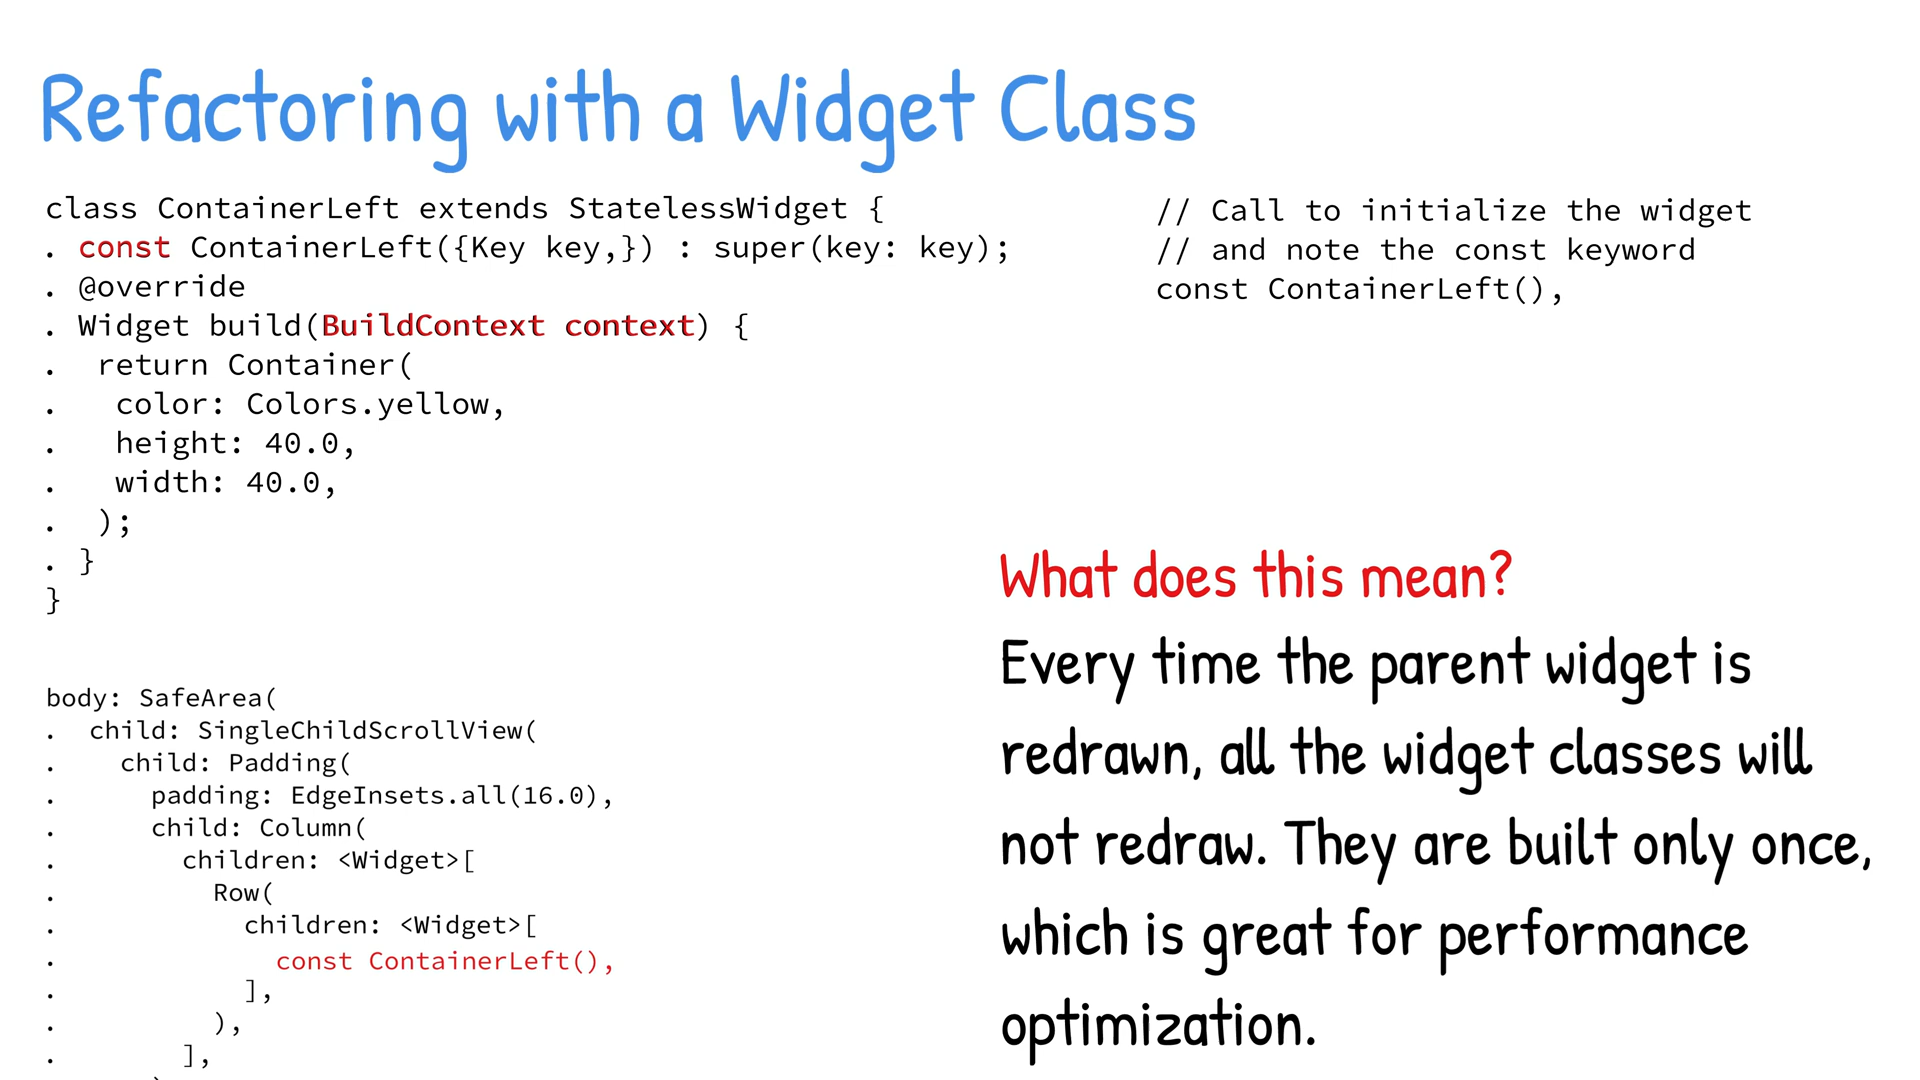 Refactoring with a Widget Class
class ContainerLeft extends StatelessWidget {
. const ContainerLeft({Key key,}) : super(key: key);
. @override
. Widget build(BuildContext context) {
.  return Container(
.   color: Colors.yellow,
.   height: 40.0,
.   width: 40.0,
.  );
. }
}
body: SafeArea(
.  child: SingleChildScrollView(
.    child: Padding(
.      padding: EdgeInsets.all(16.0),
.      child: Column(
.        children: <Widget>[
.          Row(
.            children: <Widget>[
.              const ContainerLeft(),
.            ],
.          ),
.        ],
// Call to initialize the widget
// and note the const keyword
const ContainerLeft(),
What does this mean?
Every time the parent widget is
redrawn, all the widget classes will
not redraw. They are built only once,
which is great for performance
optimization.